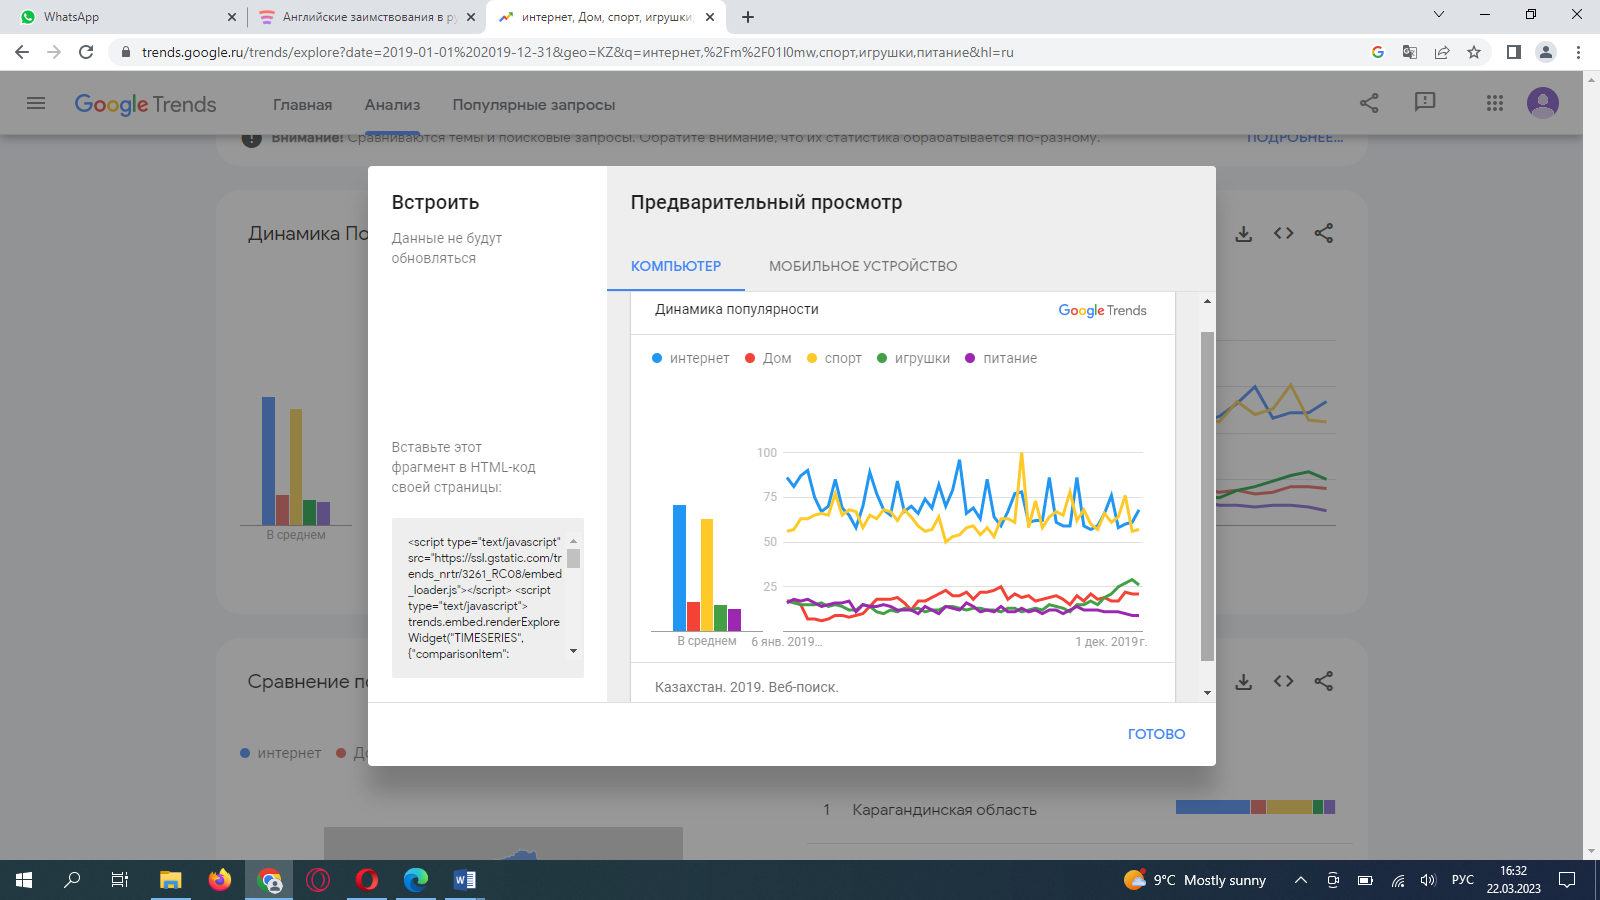 WhatsApp
Английские заимствования в ру
интернет, Дом, спорт, игрушки,
trends.google.ru/trends/explore?date=2019-01-01%202019-12-31&geo=KZ&q=интернет,%2Fm%2F01l0mw,спорт,игрушки,питание&hl=ru
Google Trends
Главная
Анализ
Популярные запросы
Внимание! Сравниваются темы и поисковые запросы. Обратите внимание, что их статистика обрабатывается по-разному.
ПОДРОБНЕЕ...
Динамика По
В среднем
Встроить
Данные не будут
обновляться
Вставьте этот
фрагмент в HTML-код
своей страницы:
<script type="text/javascript"
src="https://ssl.gstatic.com/tr
ends_nrtr/3261_RC08/embed
_loader.js"></script> <script
type="text/javascript">
trends.embed.renderExplore
Widget("TIMESERIES",
{"comparisonItem":
Предварительный просмотр
КОМПЬЮТЕР
МОБИЛЬНОЕ УСТРОЙСТВО
Динамика популярности
Google Trends
интернет Дом спорт игрушки питание
100
75
50
25
В среднем
6 янв. 2019...
1 дек. 2019 г.
Казахстан. 2019. Веб-поиск.
ГОТОВО
Сравнение по
интернет До
1 Карагандинская область
9°C Mostly sunny
РУС
16:32
22.03.2023